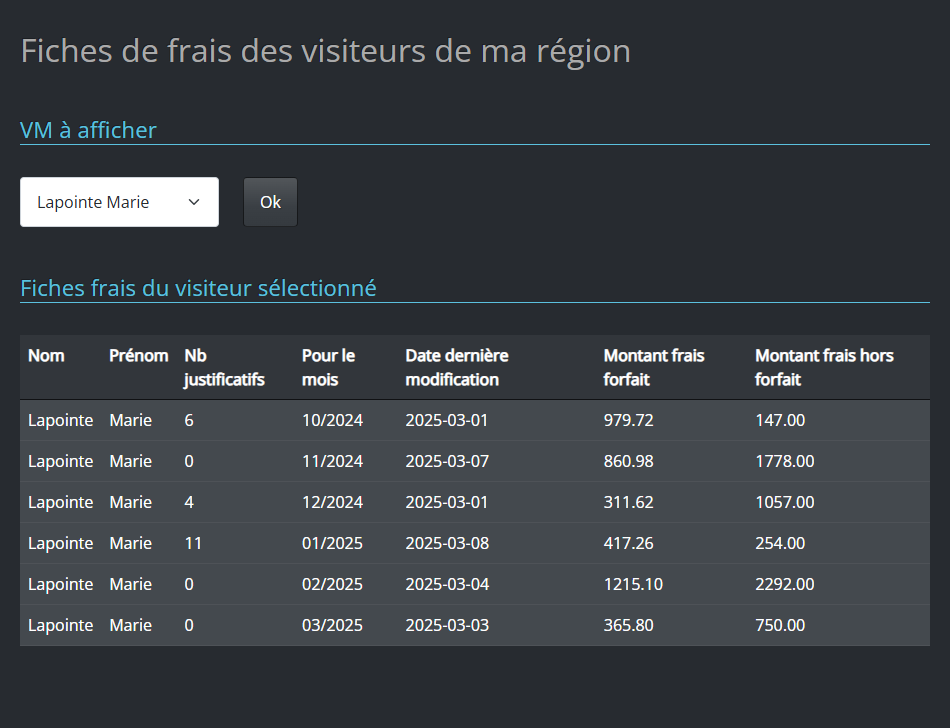 Fiches de frais des visiteurs de ma région
VM à afficher
Lapointe Marie
Ok
Fiches frais du visiteur sélectionné
Nom Prénom Nb justificatifs Pour le mois Date dernière modification Montant frais forfait Montant frais hors forfait
Lapointe Marie 6 10/2024 2025-03-01 979.72 147.00
Lapointe Marie 0 11/2024 2025-03-07 860.98 1778.00
Lapointe Marie 4 12/2024 2025-03-01 311.62 1057.00
Lapointe Marie 11 01/2025 2025-03-08 417.26 254.00
Lapointe Marie 0 02/2025 2025-03-04 1215.10 2292.00
Lapointe Marie 0 03/2025 2025-03-03 365.80 750.00